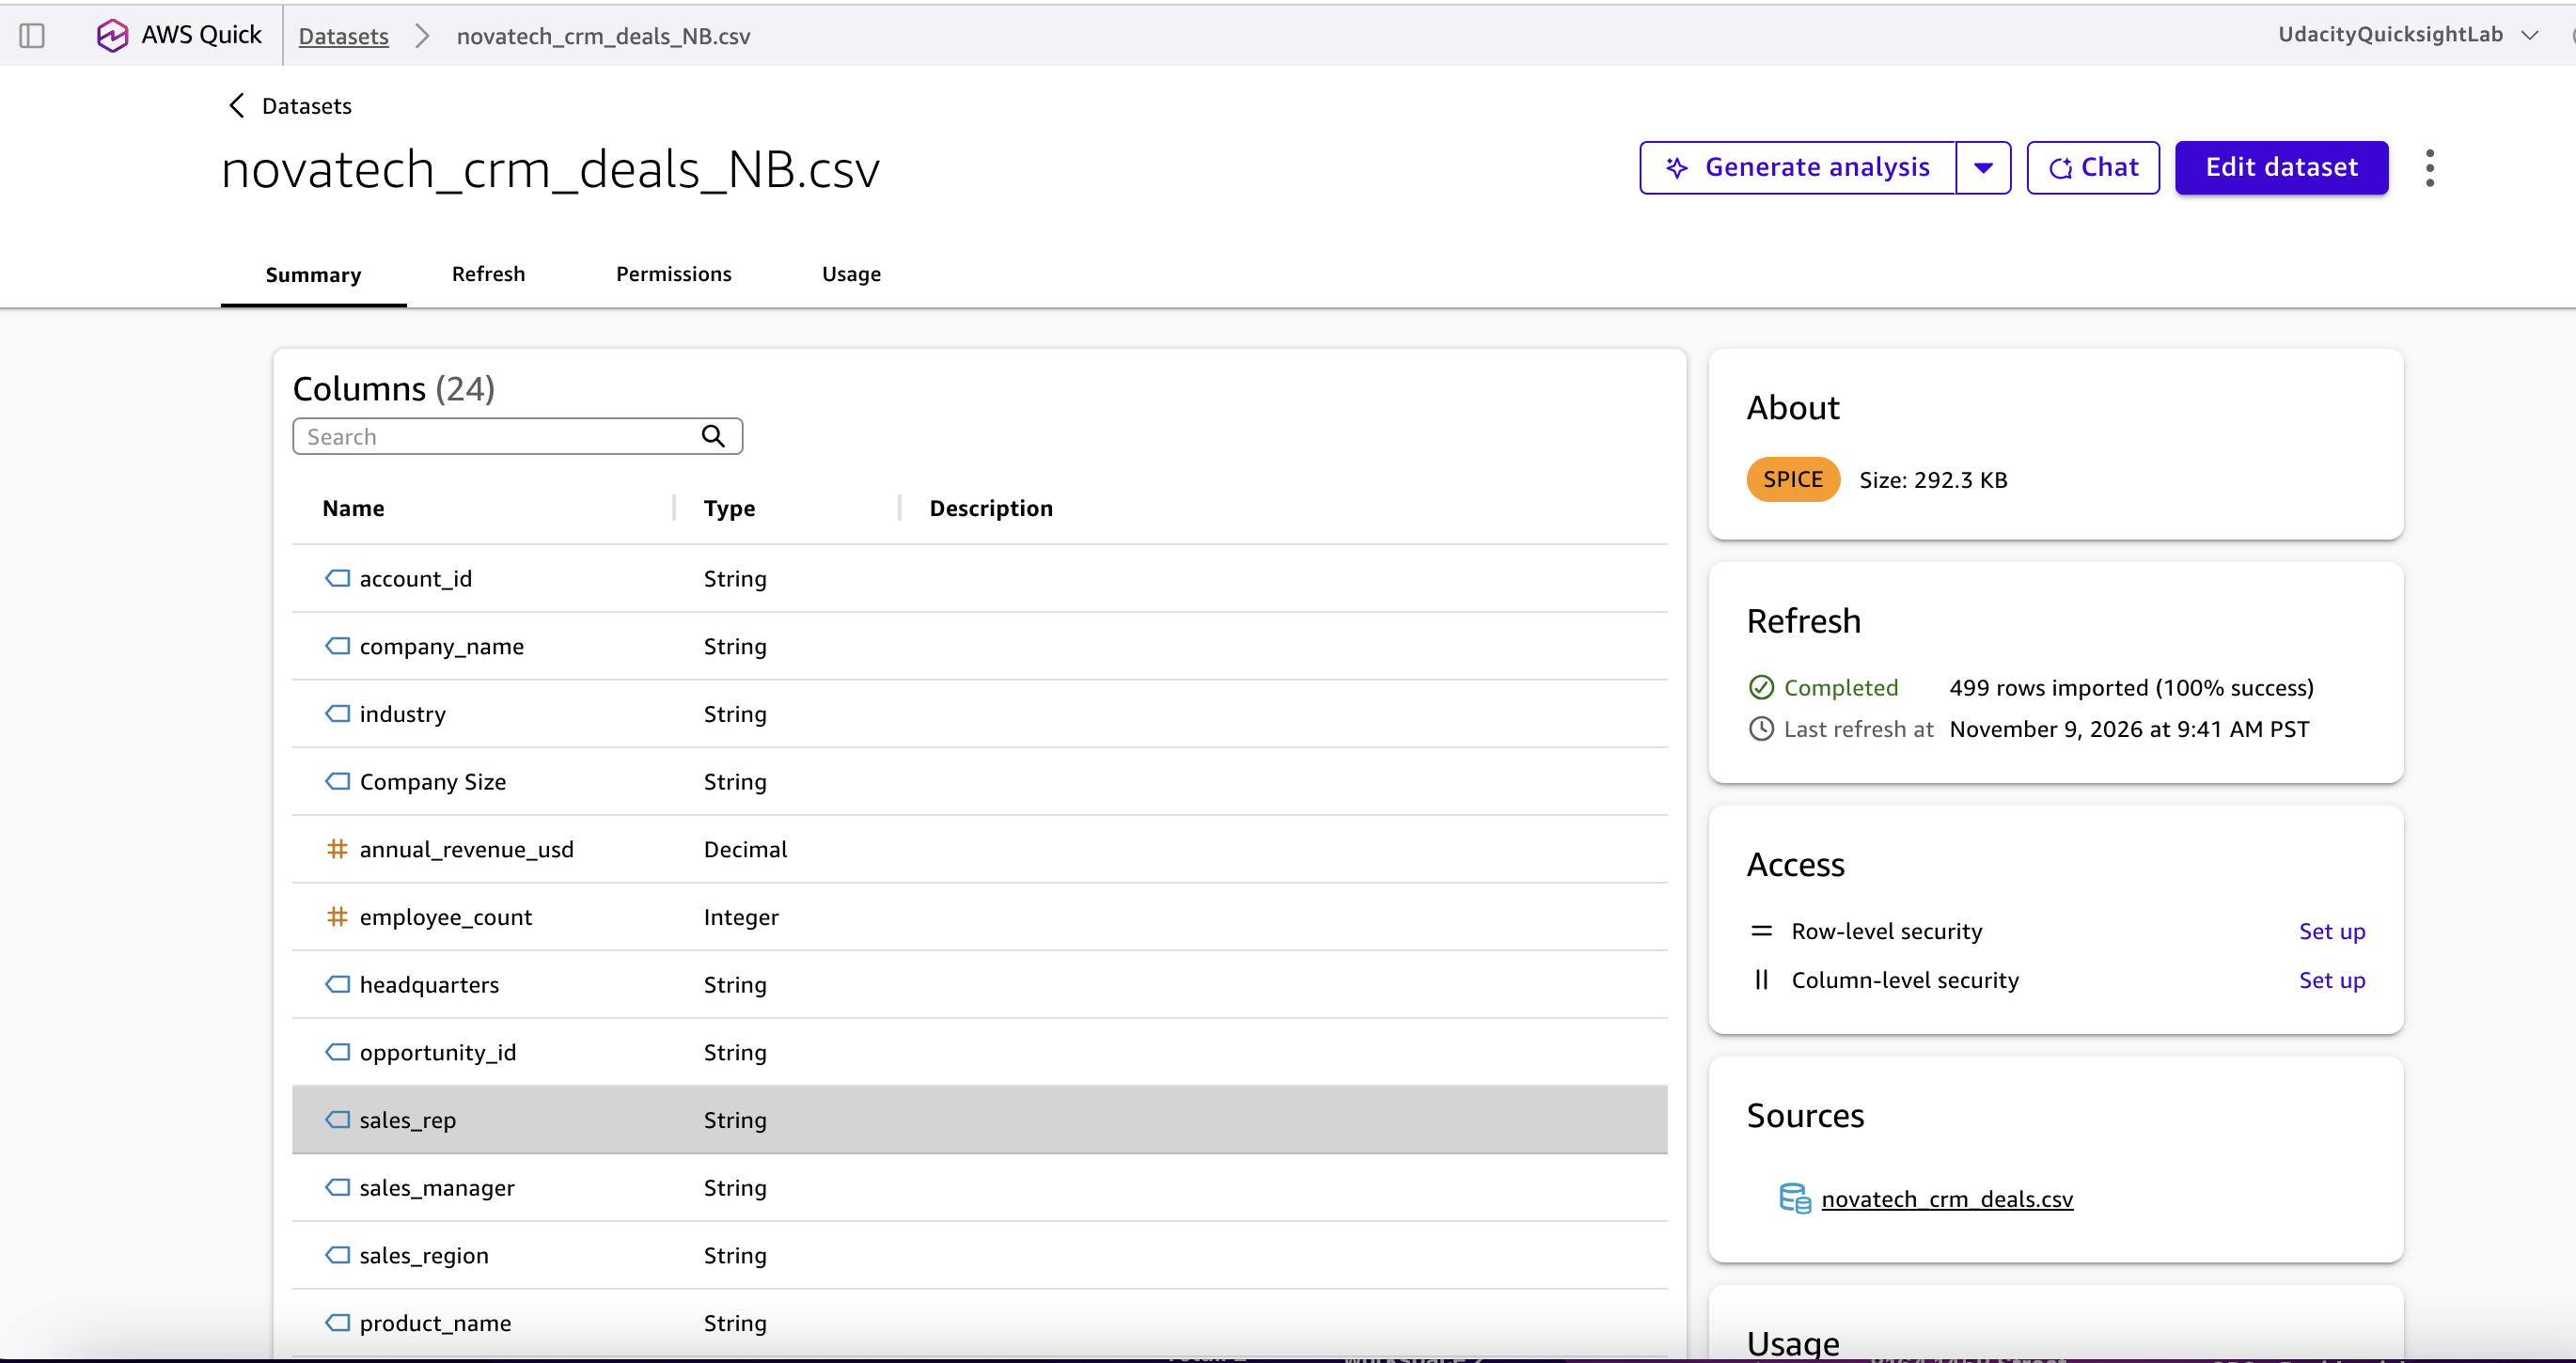 AWS Quick
Datasets
novatech_crm_deals_NB.csv
UdacityQuicksightLab
Datasets
novatech_crm_deals_NB.csv
Generate analysis
Chat
Edit dataset
Summary
Refresh
Permissions
Usage
Columns (24)
Search
Name Type Description
account_id String
company_name String
industry String
Company Size String
annual_revenue_usd Decimal
employee_count Integer
headquarters String
opportunity_id String
sales_rep String
sales_manager String
sales_region String
product_name String
About
SPICE Size: 292.3 KB
Refresh
Completed 499 rows imported (100% success)
Last refresh at November 9, 2026 at 9:41 AM PST
Access
Row-level security Set up
Column-level security Set up
Sources
novatech_crm_deals.csv
Usage